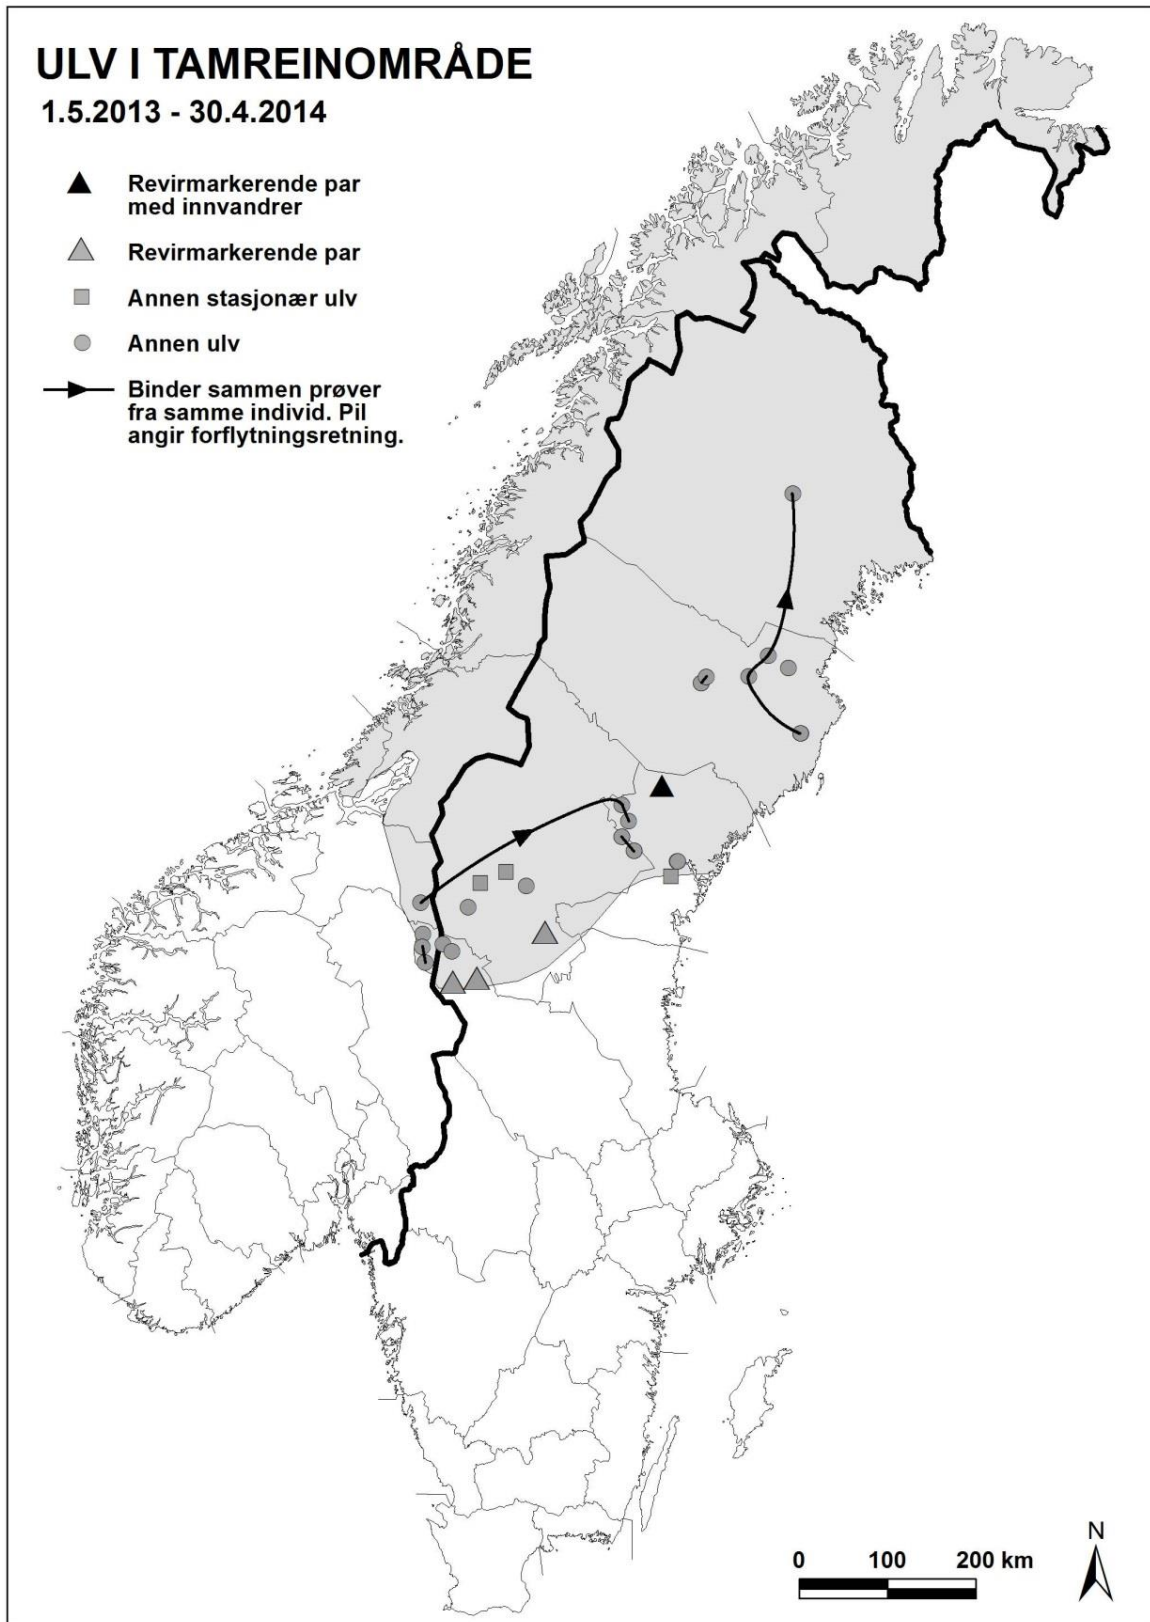 ULV I TAMREINOMRÅDE
1.5.2013 - 30.4.2014
Revirmarkerende par
med innvandrer
Revirmarkerende par
Annen stasjonær ulv
Annen ulv
Binder sammen prøver
fra samme individ. Pil
angir forflytningsretning.
N
0 100 200 km